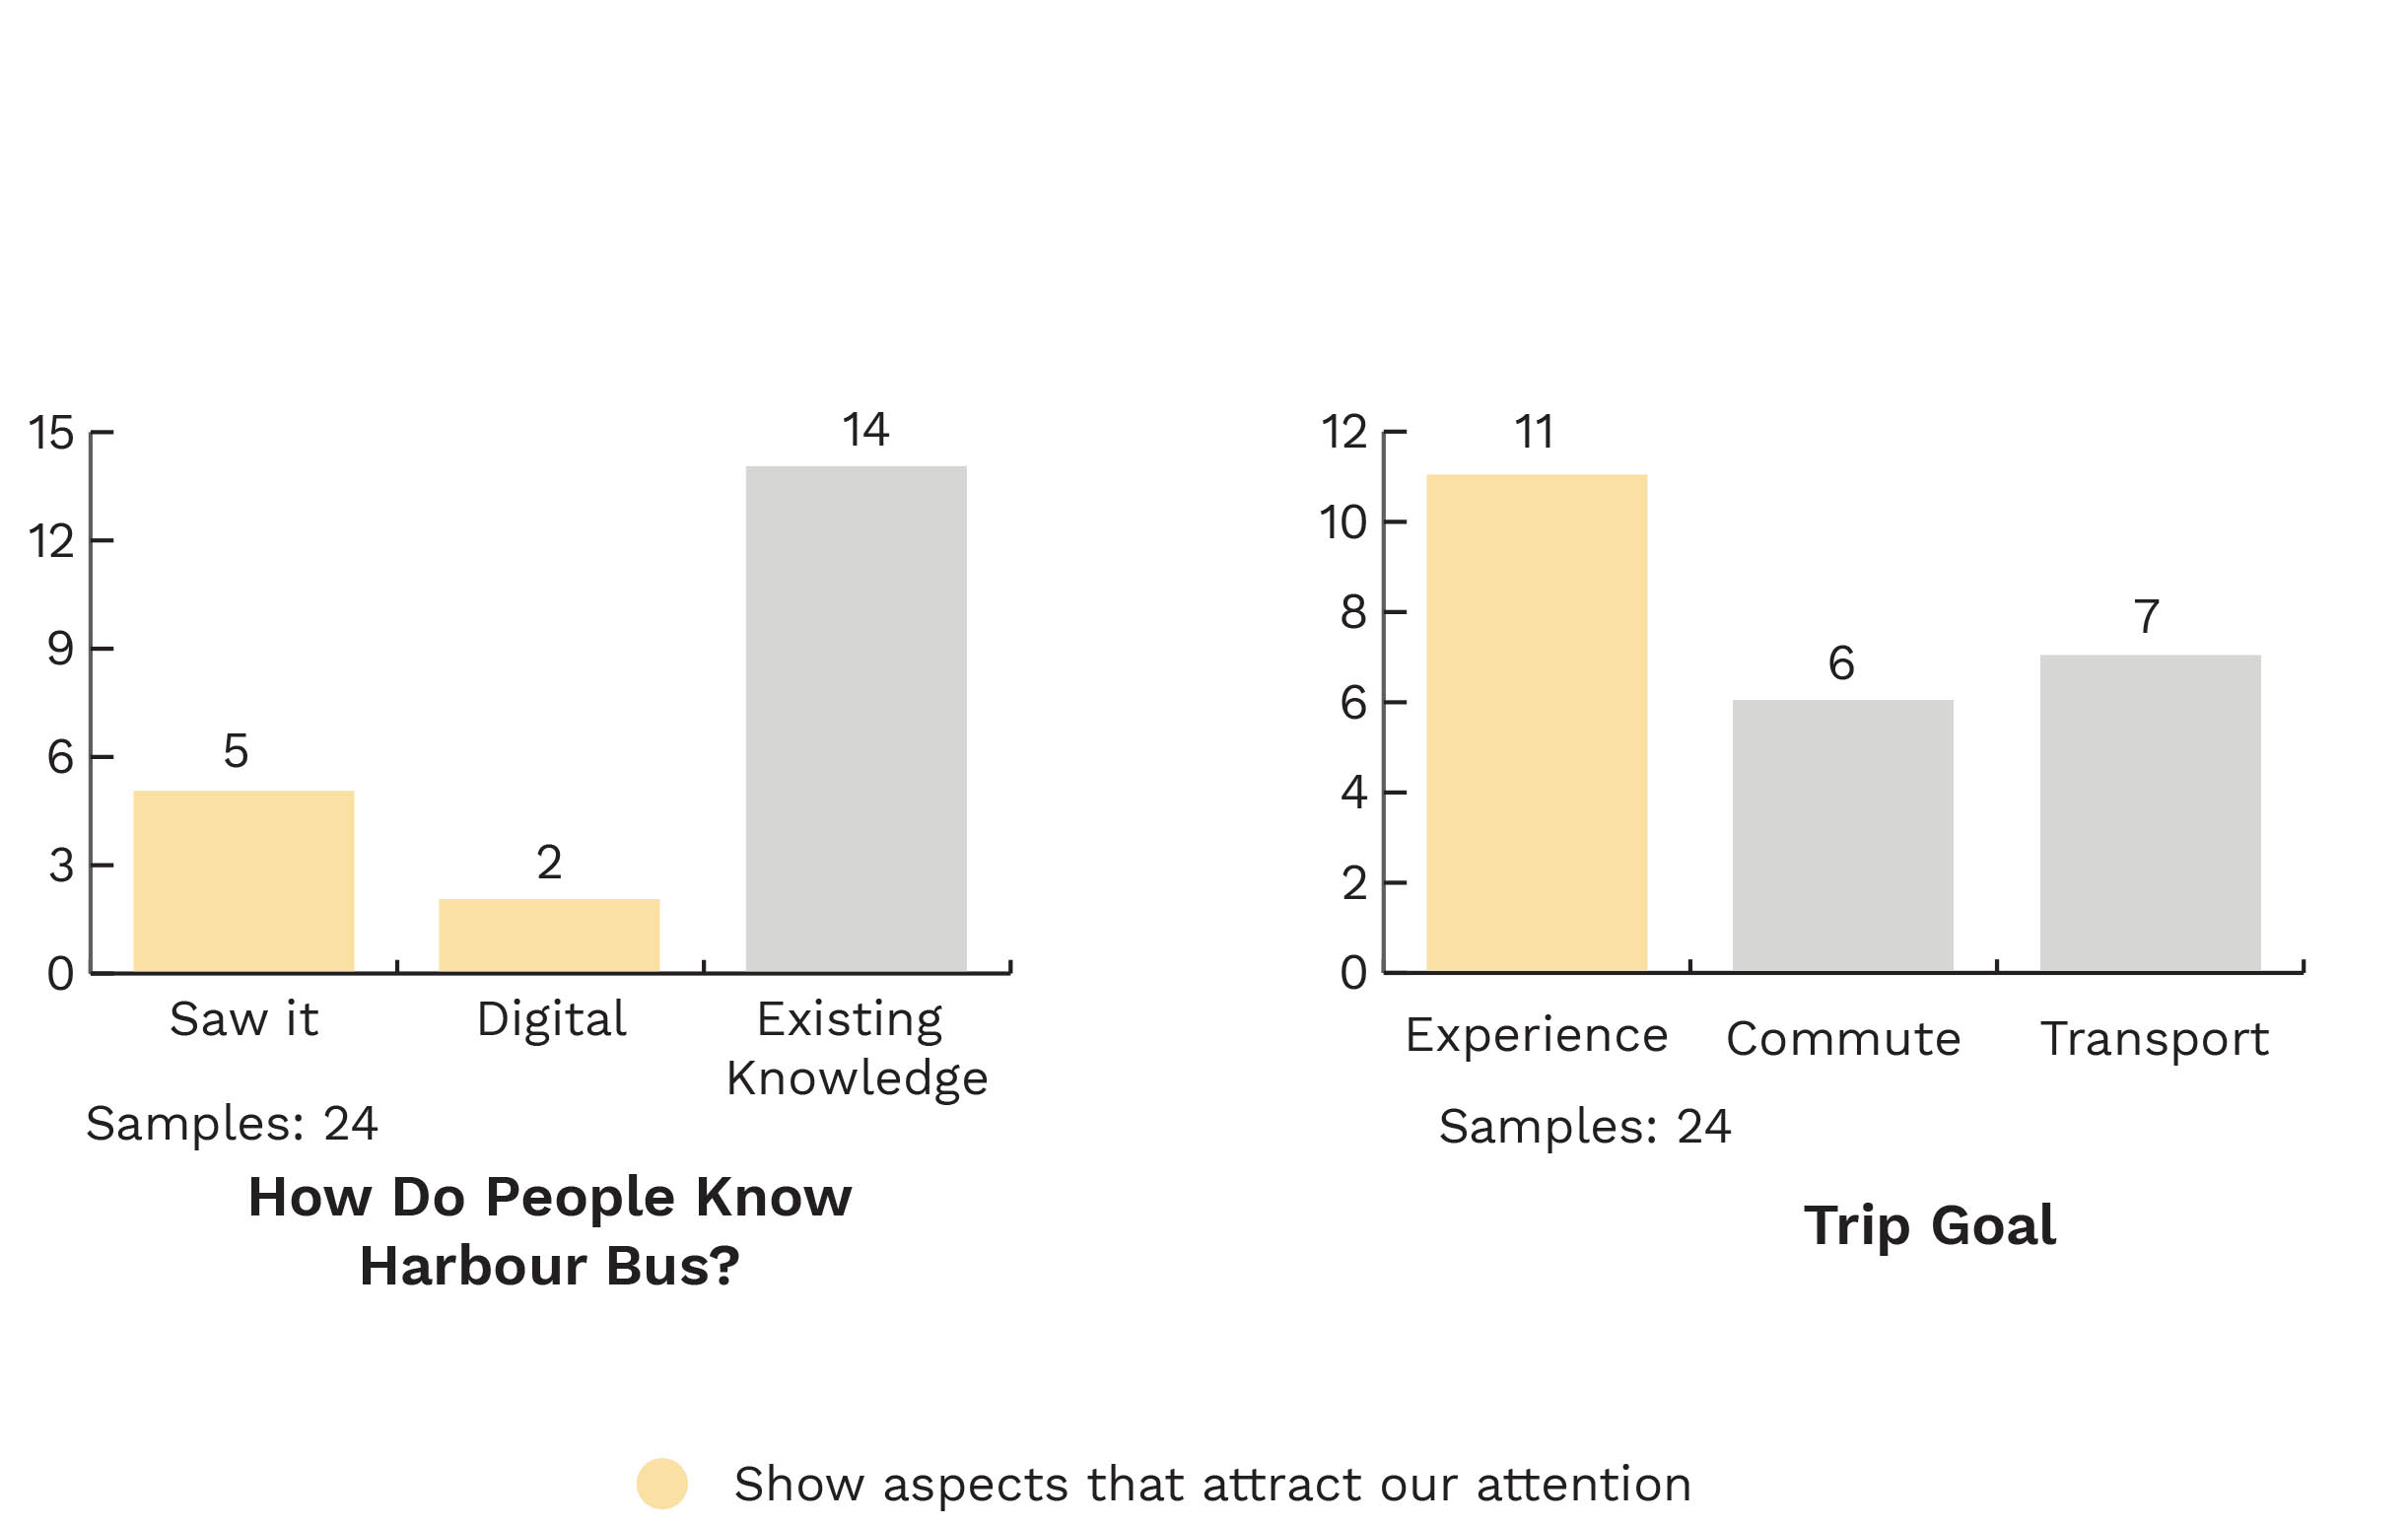 15
12
9
6
3
0
5
2
14
Saw it
Digital
Existing
Knowledge
Samples: 24
How Do People Know
Harbour Bus?
12
10
8
6
4
2
0
11
6
7
Experience
Commute
Transport
Samples: 24
Trip Goal
Show aspects that attract our attention